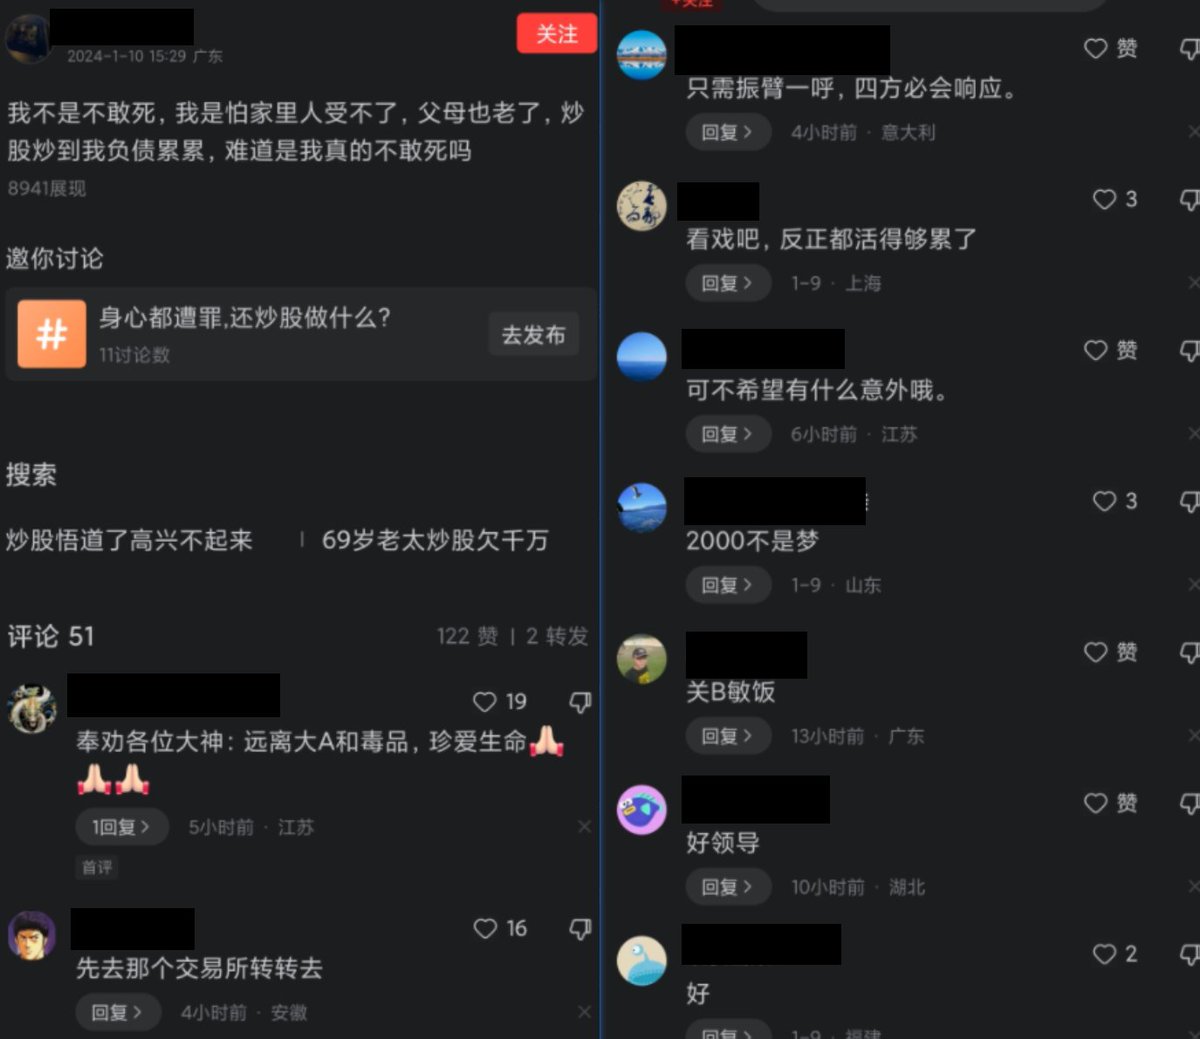 2024-1-10 15:29 广东
关注
我不是不敢死，我是怕家里人受不了，父母也老了，炒
股炒到我负债累累，难道是我真的不敢死吗
8941展现
邀你讨论
#
身心都遭罪,还炒股做什么?
11讨论数
去发布
搜索
炒股悟道了高兴不起来
69岁老太炒股欠千万
评论 51
122 赞 | 2 转发
19
奉劝各位大神：远离大A和毒品，珍爱生命🙏🏻
🙏🏻🙏🏻
1回复 >
5小时前 · 江苏
首评
16
先去那个交易所转转去
回复 >
4小时前 · 安徽
+关注
赞
只需振臂一呼，四方必会响应。
回复 >
4小时前 · 意大利
3
看戏吧，反正都活得够累了
回复 >
1-9 · 上海
赞
可不希望有什么意外哦。
回复 >
6小时前 · 江苏
3
2000不是梦
回复 >
1-9 · 山东
赞
关B敏饭
回复 >
13小时前 · 广东
赞
好领导
回复 >
10小时前 · 湖北
2
好
回复 >
1-9 · 福建